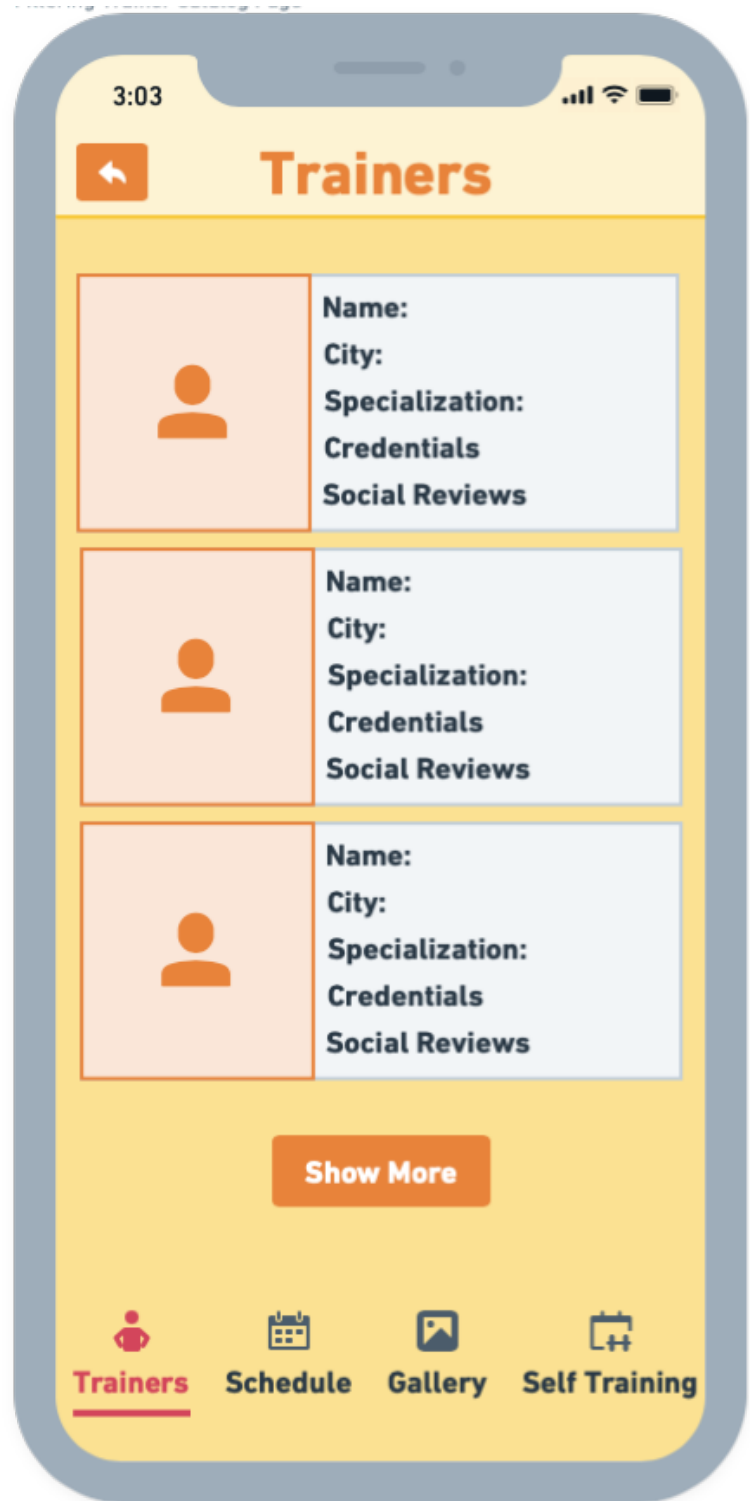 3:03
Trainers
Name:
City:
Specialization:
Credentials
Social Reviews
Name:
City:
Specialization:
Credentials
Social Reviews
Name:
City:
Specialization:
Credentials
Social Reviews
Show More
Trainers Schedule Gallery Self Training